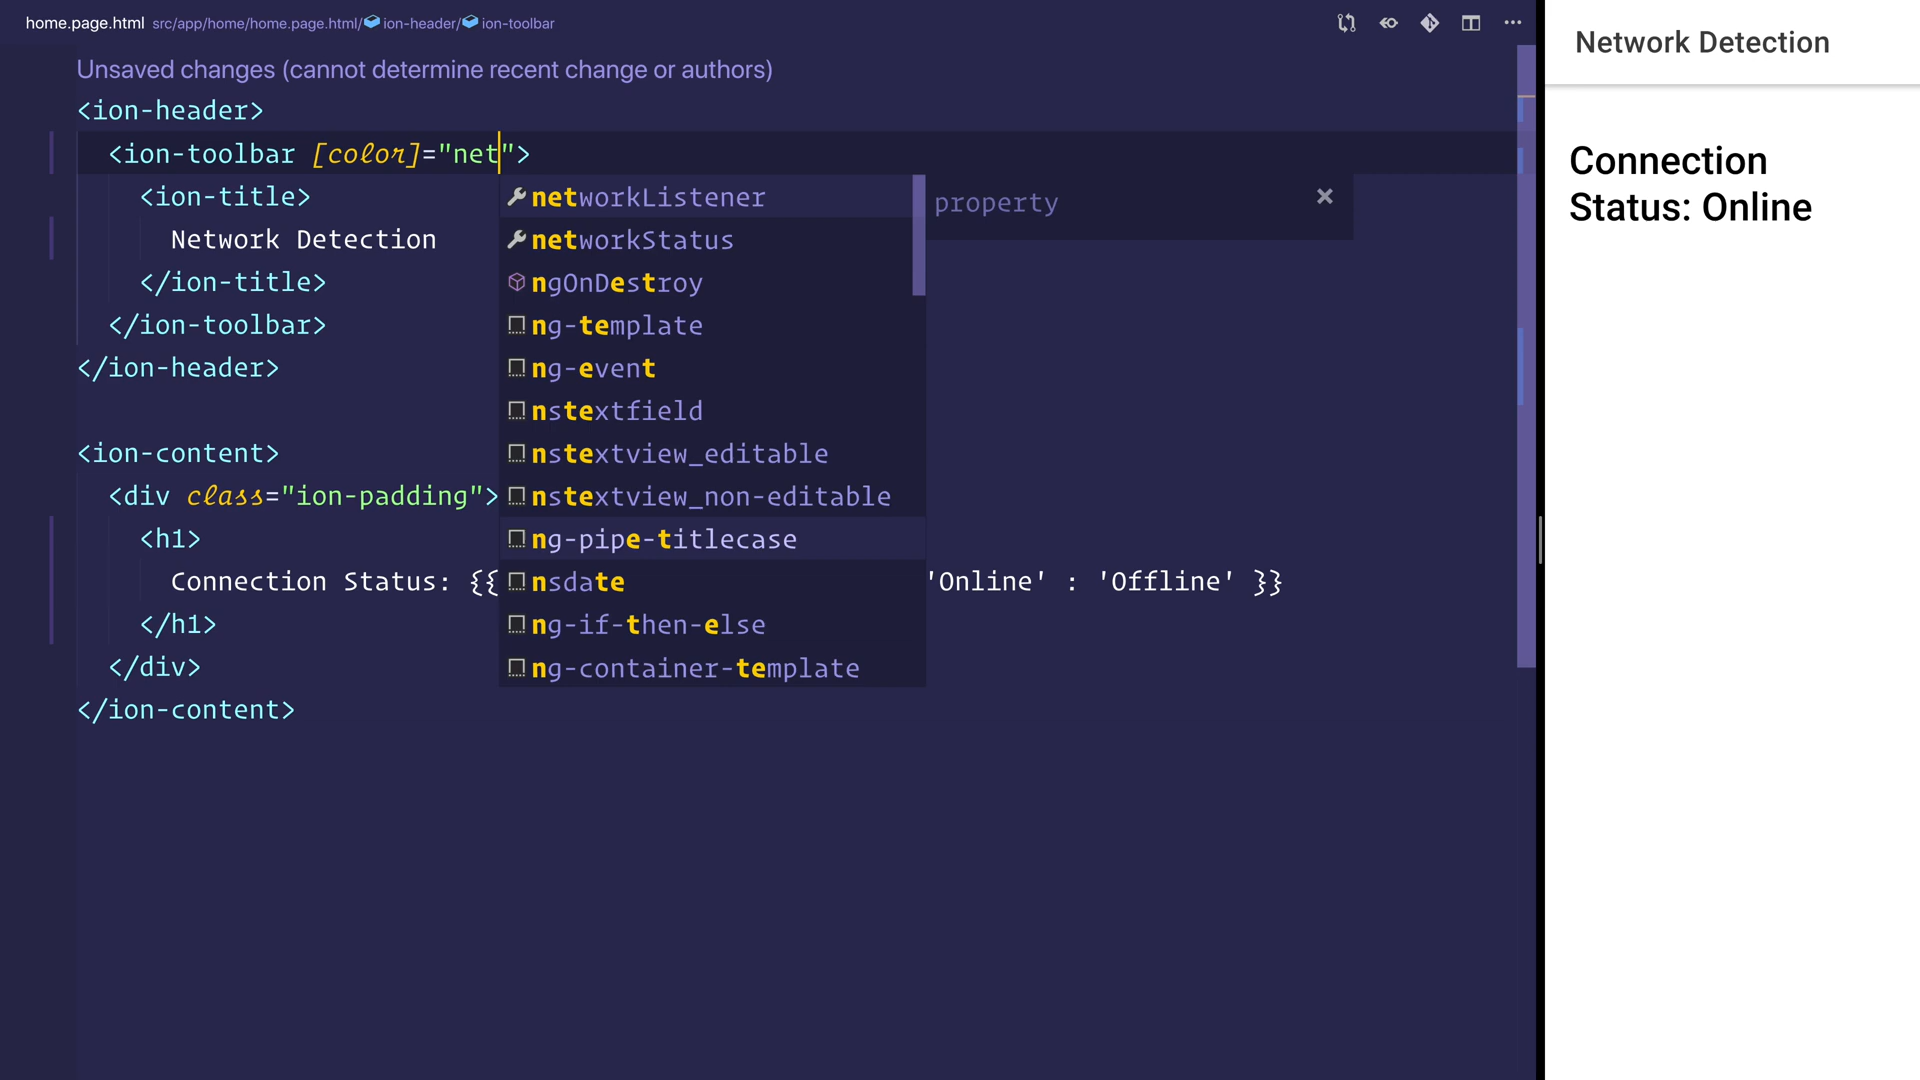 home.page.html src/app/home/home.page.html/ion-header/ion-toolbar
Unsaved changes (cannot determine recent change or authors)
<ion-header>
<ion-toolbar [color]="net">
<ion-title>
Network Detection
</ion-title>
</ion-toolbar>
</ion-header>
<ion-content>
<div class="ion-padding">
<h1>
Connection Status: {{ 'Online' : 'Offline' }}
</h1>
</div>
</ion-content>
networkListener
networkStatus
ngOnDestroy
ng-template
ng-event
nstextfield
nstextview_editable
nstextview_non-editable
ng-pipe-titlecase
nsdate
ng-if-then-else
ng-container-template
property
Network Detection
Connection
Status: Online